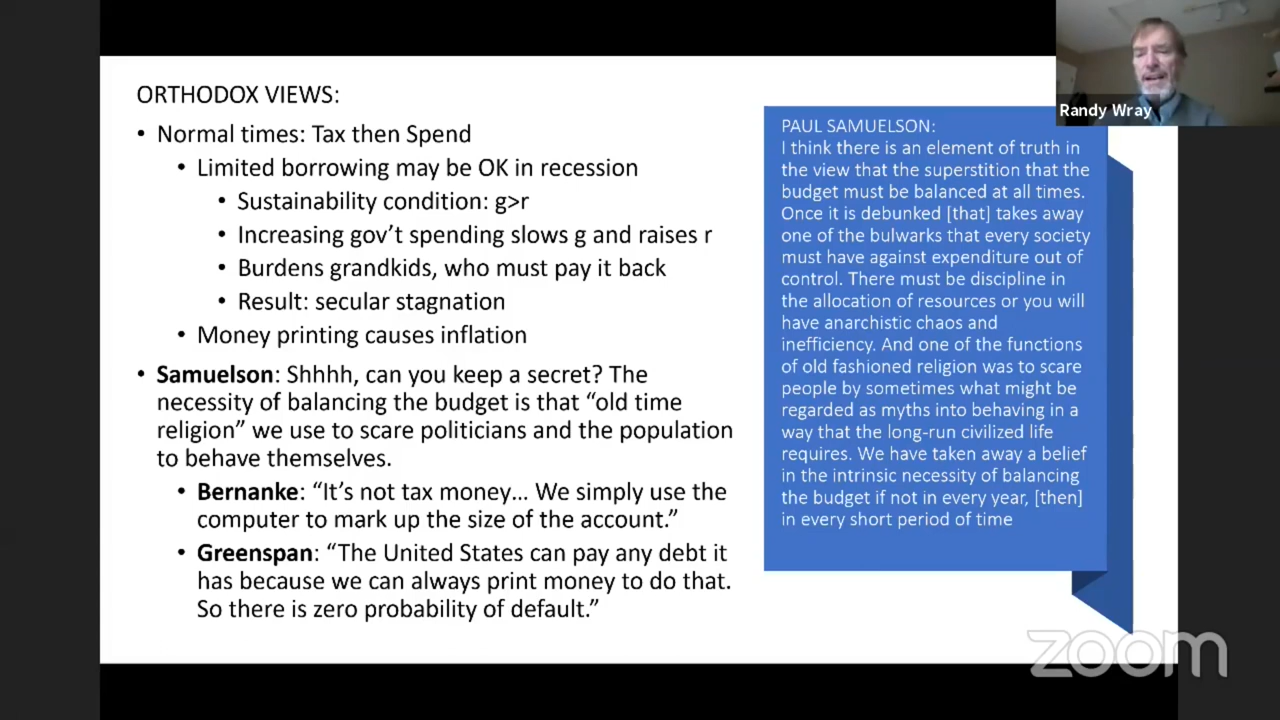 ORTHODOX VIEWS:
• Normal times: Tax then Spend
• Limited borrowing may be OK in recession
• Sustainability condition: g>r
• Increasing gov’t spending slows g and raises r
• Burdens grandkids, who must pay it back
• Result: secular stagnation
• Money printing causes inflation
• Samuelson: Shhhh, can you keep a secret? The
necessity of balancing the budget is that “old time
religion” we use to scare politicians and the population
to behave themselves.
• Bernanke: “It’s not tax money… We simply use the
computer to mark up the size of the account.”
• Greenspan: “The United States can pay any debt it
has because we can always print money to do that.
So there is zero probability of default.”
PAUL SAMUELSON:
I think there is an element of truth in
the view that the superstition that the
budget must be balanced at all times.
Once it is debunked [that] takes away
one of the bulwarks that every society
must have against expenditure out of
control. There must be discipline in
the allocation of resources or you will
have anarchistic chaos and
inefficiency. And one of the functions
of old fashioned religion was to scare
people by sometimes what might be
regarded as myths into behaving in a
way that the long-run civilized life
requires. We have taken away a belief
in the intrinsic necessity of balancing
the budget if not in every year, [then]
in every short period of time
Randy Wray
zoom